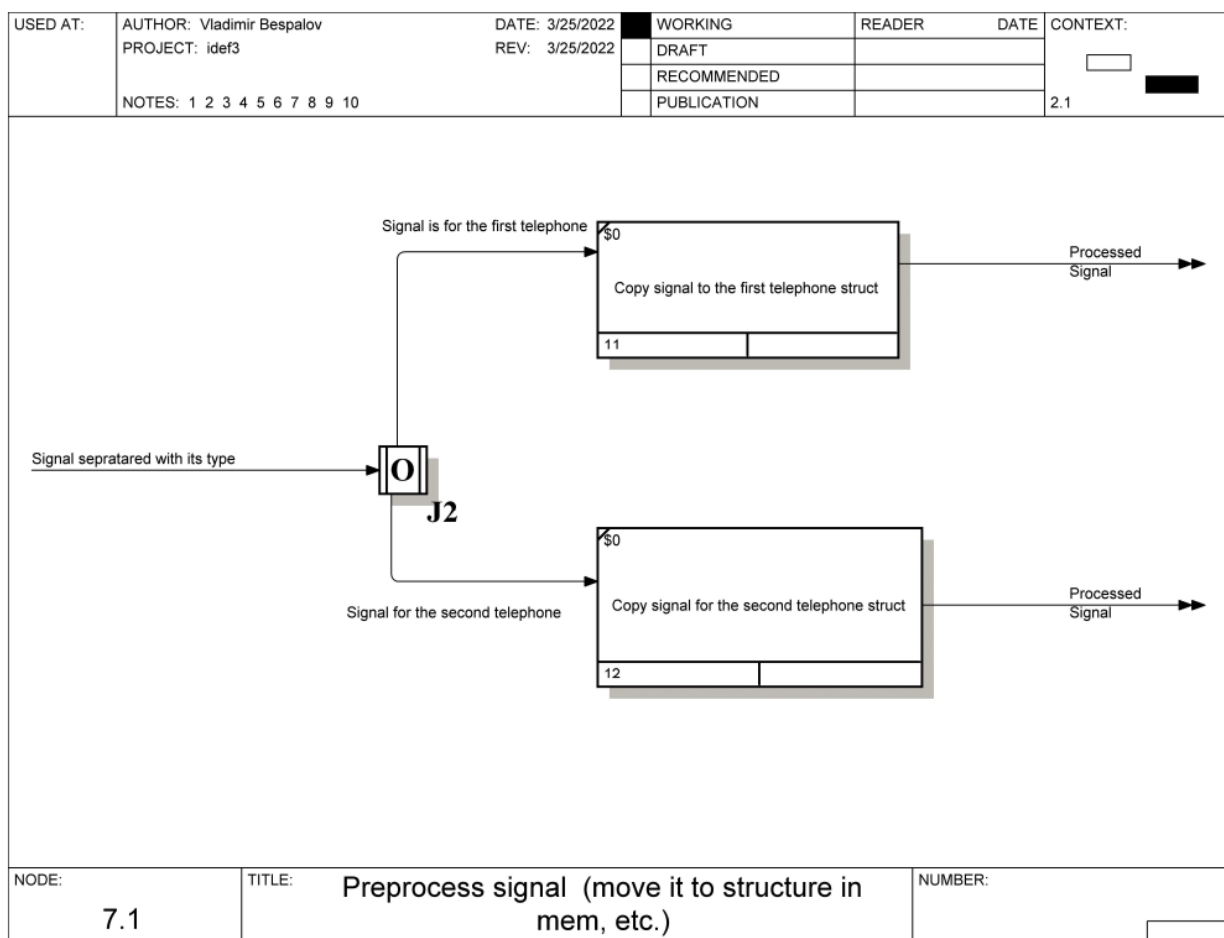 USED AT:
AUTHOR: Vladimir Bespalov
DATE: 3/25/2022
PROJECT: idef3
REV: 3/25/2022
NOTES: 1 2 3 4 5 6 7 8 9 10
WORKING
DRAFT
RECOMMENDED
PUBLICATION
READER
DATE
CONTEXT:
2.1
Signal is for the first telephone
$0
Copy signal to the first telephone struct
11
Processed
Signal
Signal sepratared with its type
O
J2
Signal for the second telephone
$0
Copy signal for the second telephone struct
12
Processed
Signal
NODE:
7.1
TITLE:
Preprocess signal (move it to structure in
mem, etc.)
NUMBER: